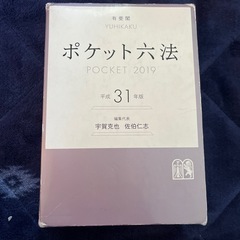 有斐閣
YUHIKAKU
ポケット六法
POCKET 2019
平成31年版
編集代表
宇賀克也 佐伯仁志